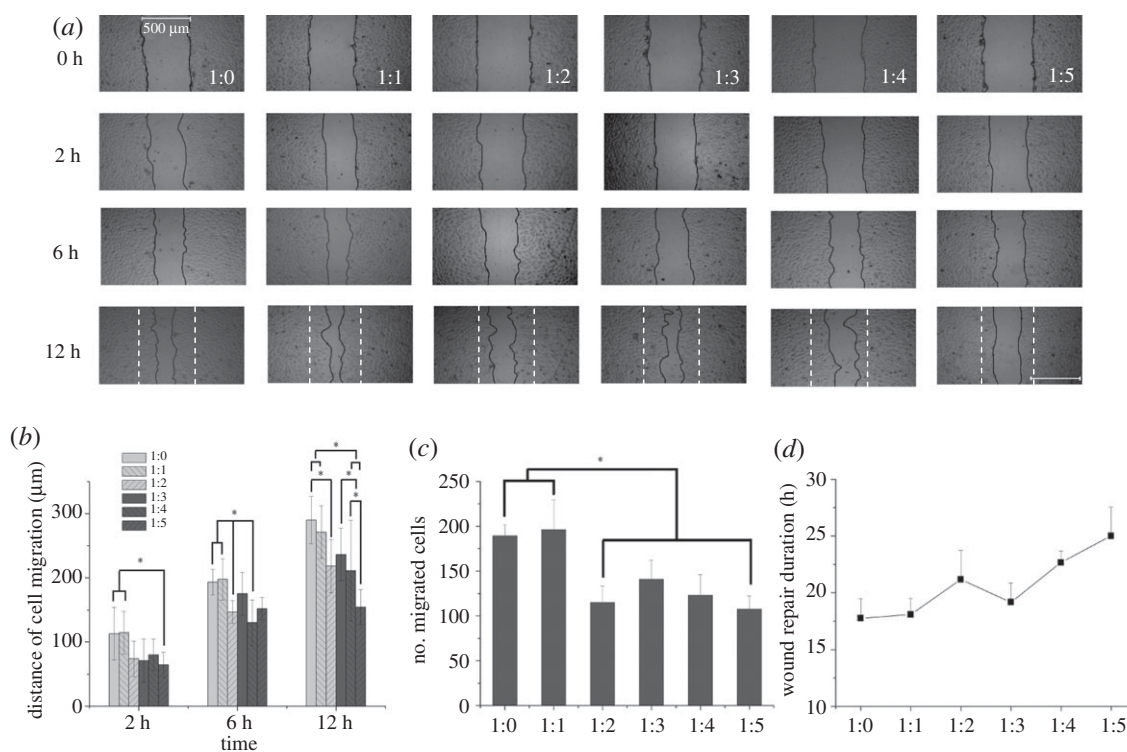 (a)
500 μm
0 h
1:0
1:1
1:2
1:3
1:4
1:5
2 h
6 h
12 h
(b)
distance of cell migration (μm)
300
200
100
0
1:0
1:1
1:2
1:3
1:4
1:5
*
*
*
*
*
*
2 h
6 h
12 h
time
(c)
no. migrated cells
250
200
150
100
50
0
*
1:0
1:1
1:2
1:3
1:4
1:5
(d)
wound repair duration (h)
30
25
20
15
10
1:0
1:1
1:2
1:3
1:4
1:5